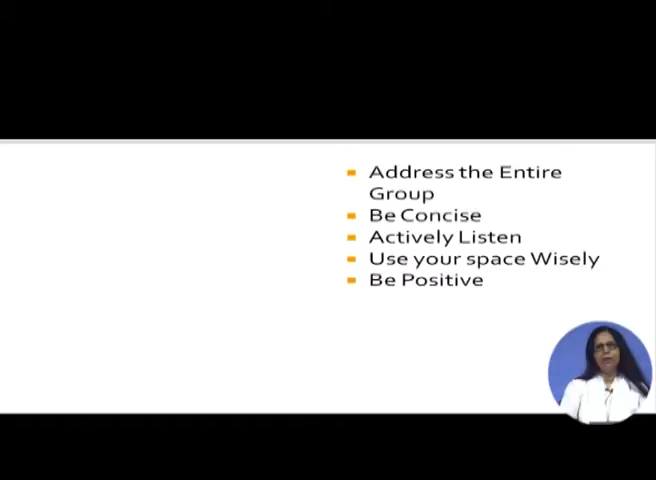 Address the Entire
Group
Be Concise
Actively Listen
Use your space Wisely
Be Positive